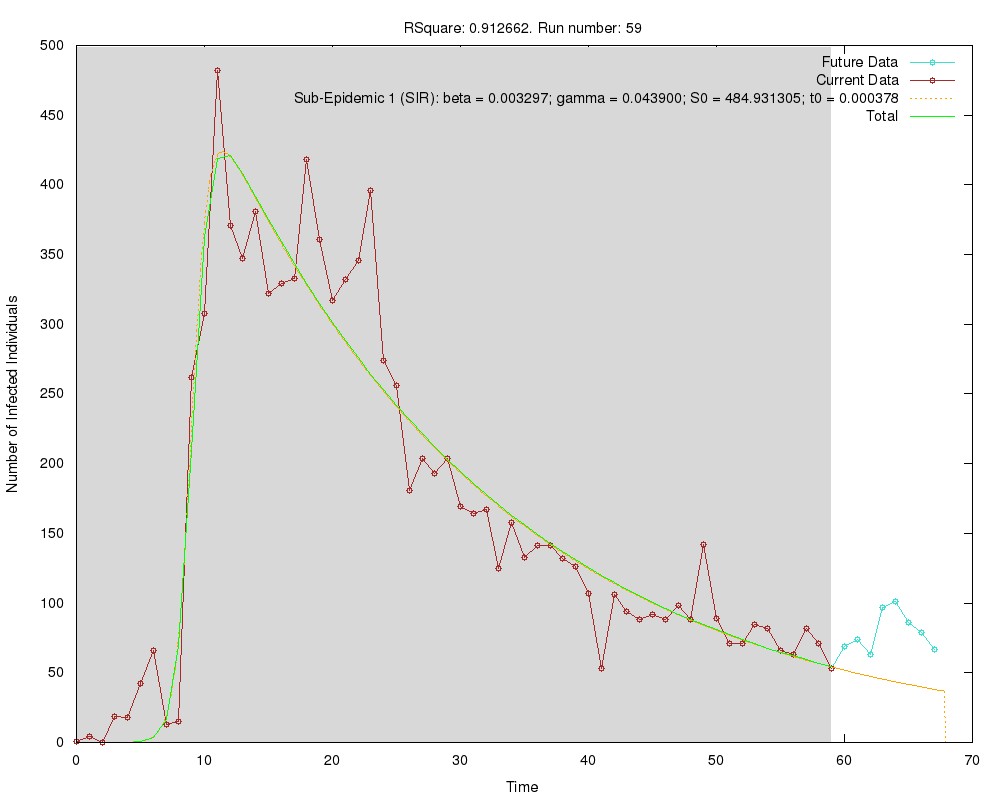 RSquare: 0.912662. Run number: 59
500
450
400
350
300
250
200
150
100
50
0
Number of Infected Individuals
Future Data
Current Data
Sub-Epidemic 1 (SIR): beta = 0.003297; gamma = 0.043900; S0 = 484.931305; t0 = 0.000378
Total
0 10 20 30 40 50 60 70
Time